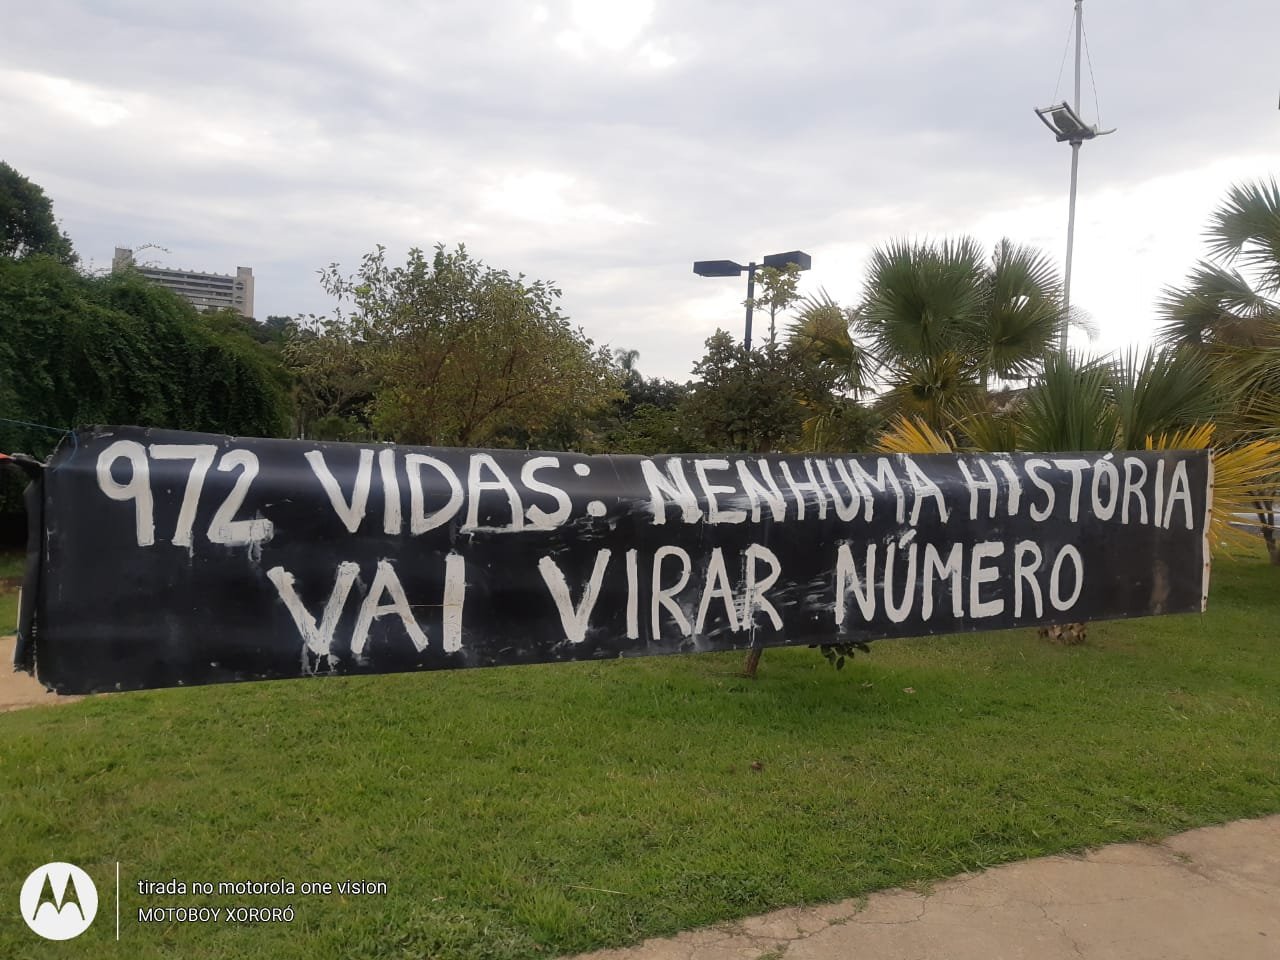 972 VIDAS: NENHUMA HISTÓRIA
VAI VIRAR NÚMERO
tirada no motorola one vision
MOTOBOY XORORÓ